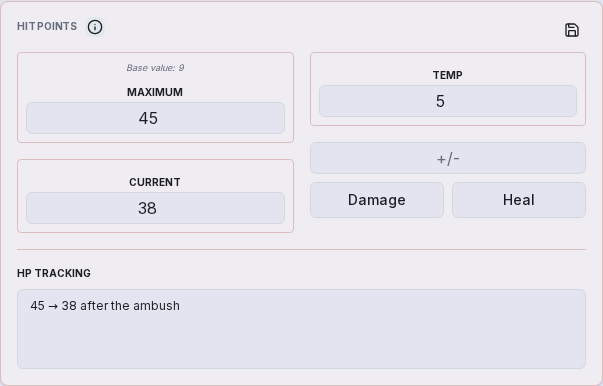 HITPOINTS
Base value: 9
MAXIMUM
45
CURRENT
38
TEMP
5
+/-
Damage
Heal
HP TRACKING
45 → 38 after the ambush